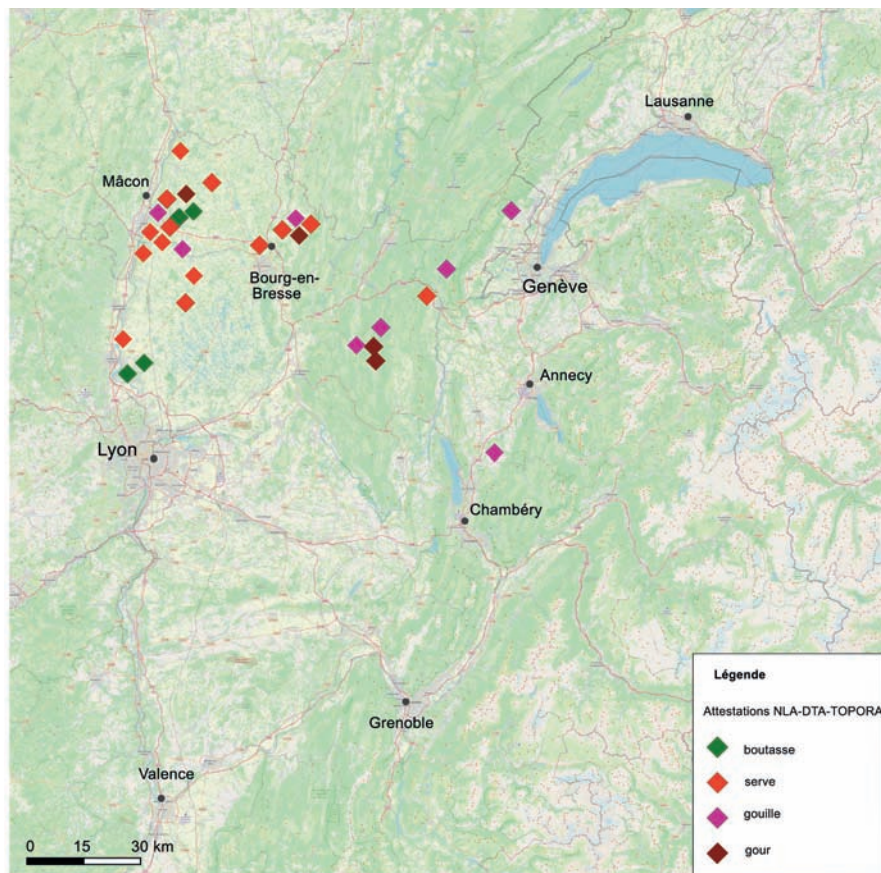 Lausanne
Mâcon
Bourg-en-
Bresse
Genève
Annecy
Lyon
Chambéry
Grenoble
Valence
0 15 30 km
Légende
Attestations NLA-DTA-TOPORA
boutasse
serve
gouille
gour